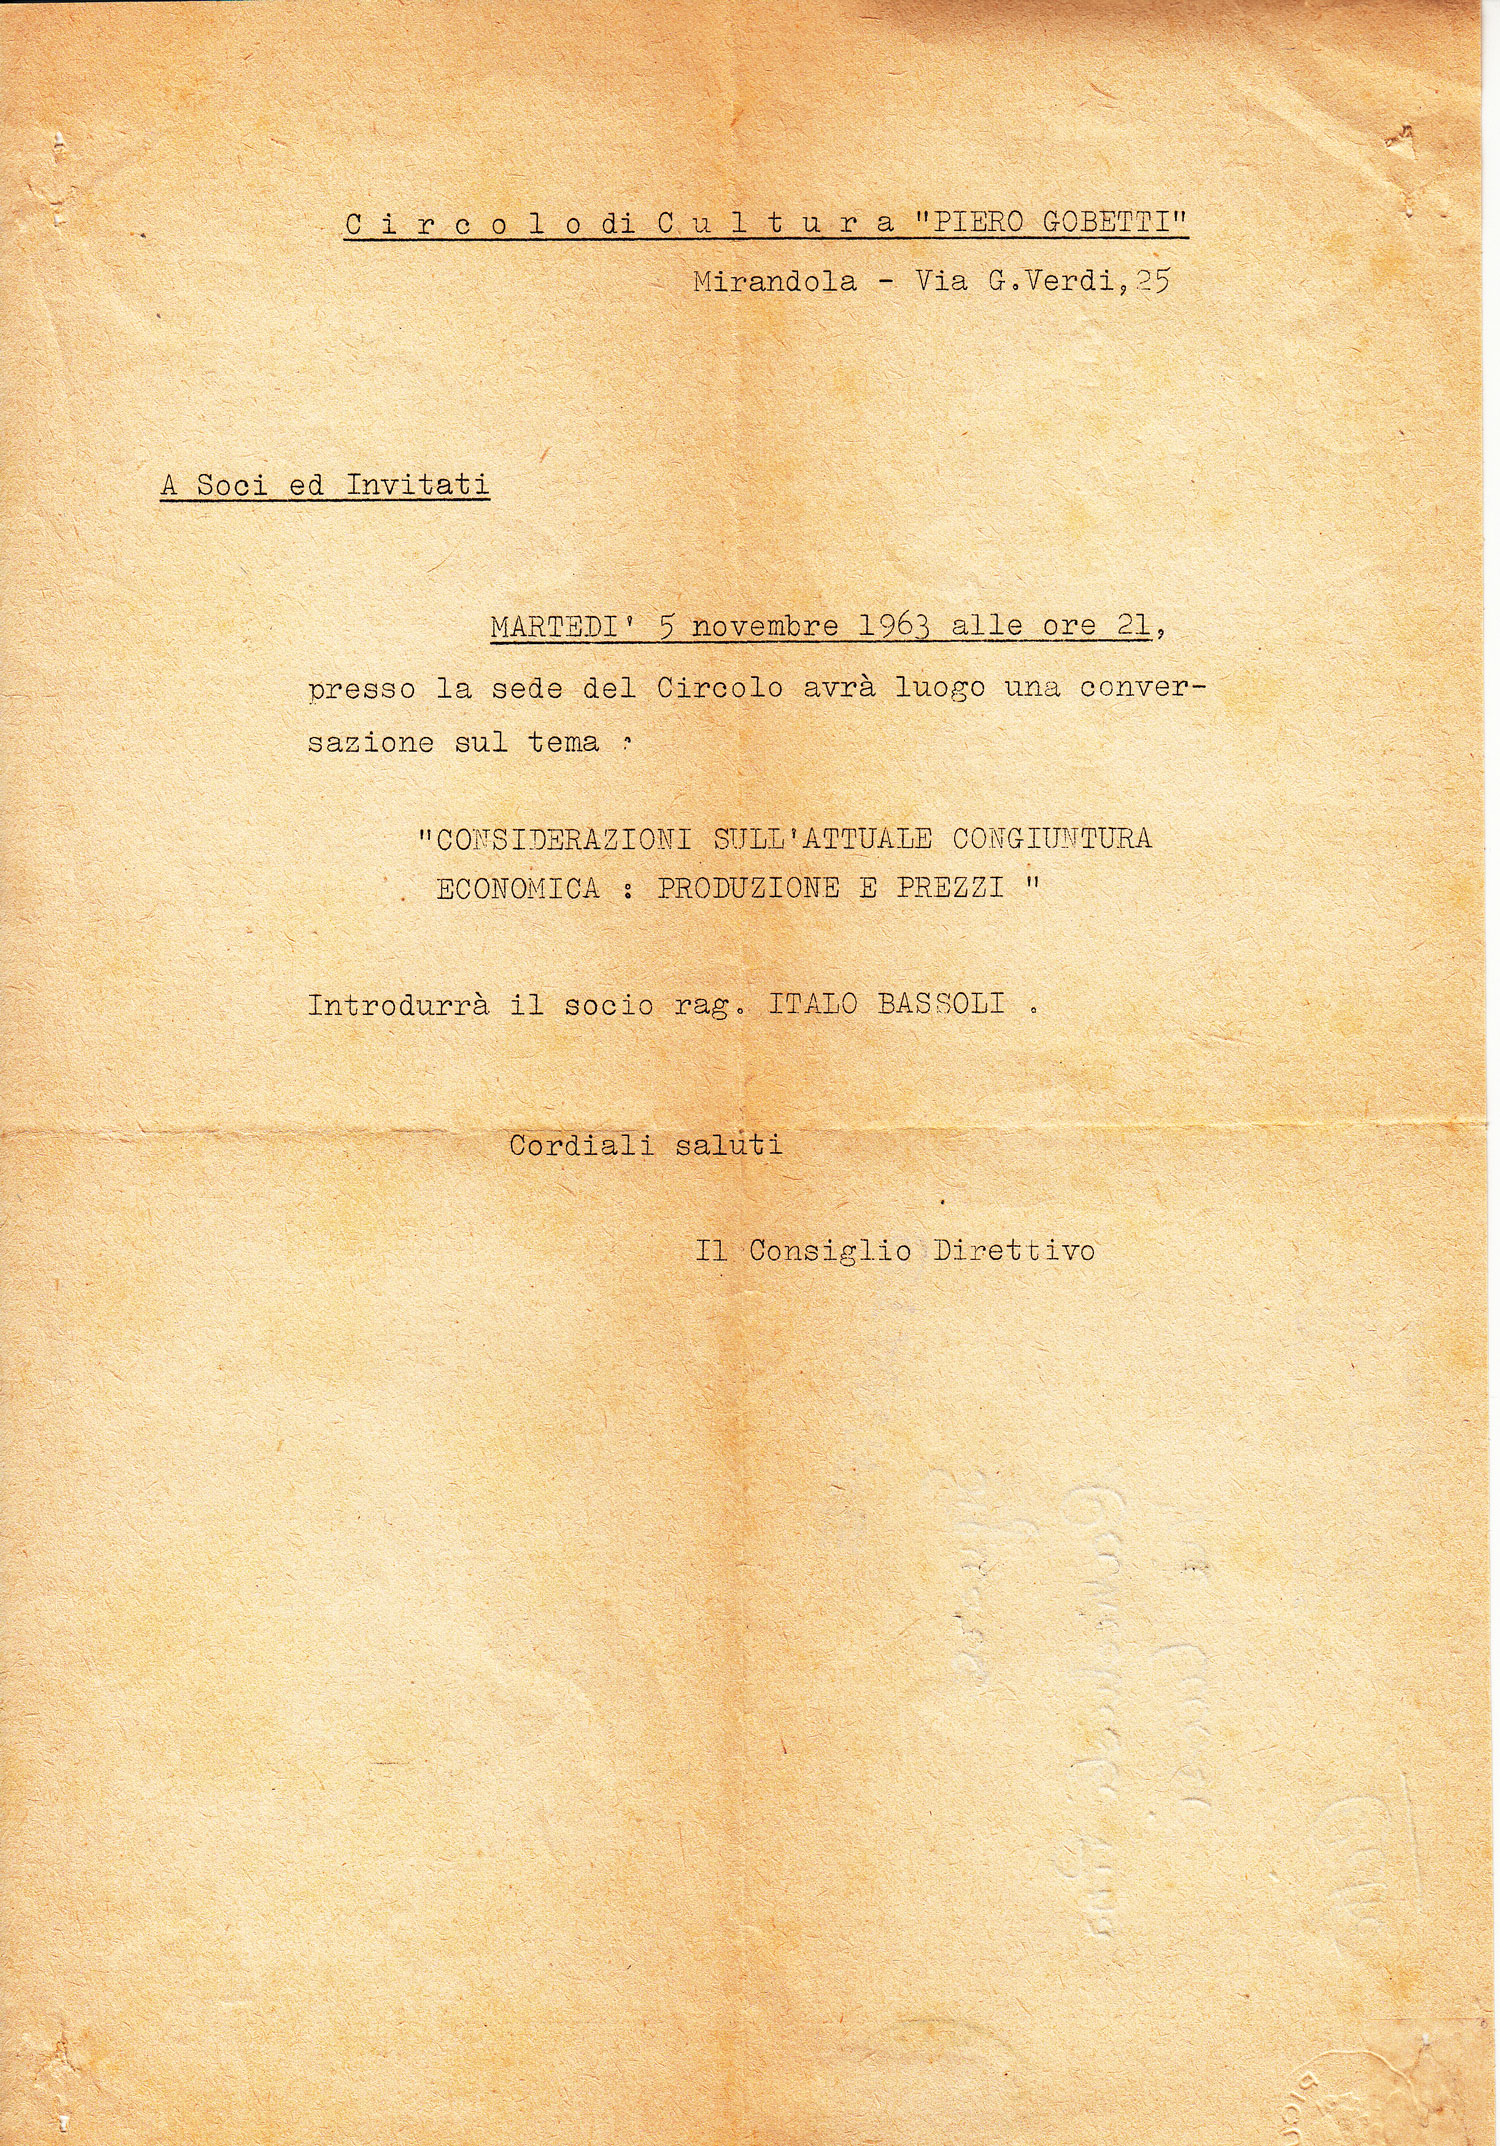 C i r c o l o di C u l t u r a "PIERO GOBETTI"
Mirandola - Via G.Verdi,25
A Soci ed Invitati
MARTEDI' 5 novembre 1963 alle ore 21,
presso la sede del Circolo avrà luogo una conver-
sazione sul tema :
"CONSIDERAZIONI SULL'ATTUALE CONGIUNTURA
ECONOMICA : PRODUZIONE E PREZZI "
Introdurrà il socio rag. ITALO BASSOLI .
Cordiali saluti
Il Consiglio Direttivo